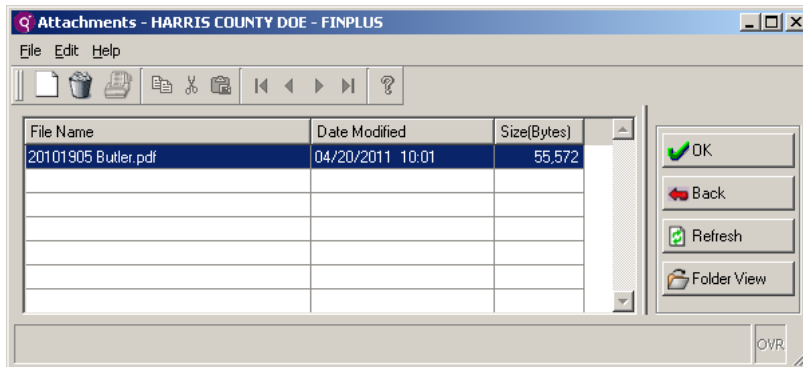 Attachments - HARRIS COUNTY DOE - FINPLUS
File Edit Help
File Name Date Modified Size(Bytes)
20101905 Butler.pdf 04/20/2011 10:01 55,572
OK
Back
Refresh
Folder View
OVR